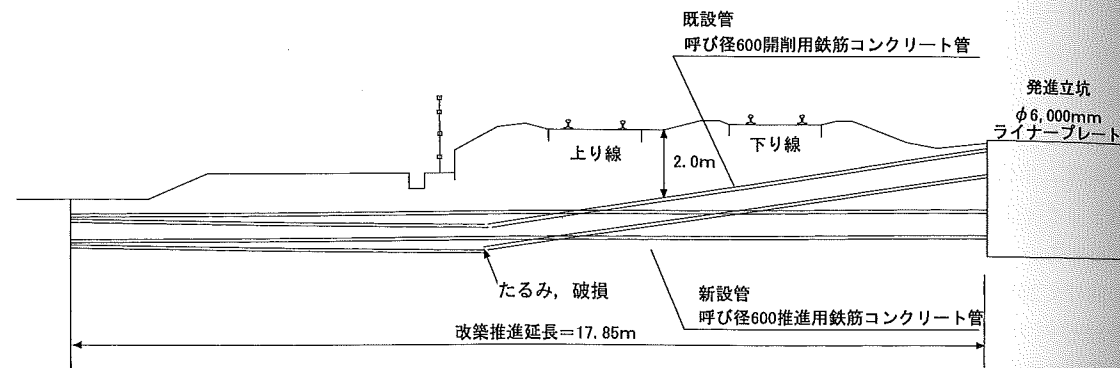 既設管
呼び径600開削用鉄筋コンクリート管
発進立坑
φ6,000mm
ライナープレート
上り線
2.0m
下り線
たるみ，破損
新設管
呼び径600推進用鉄筋コンクリート管
改築推進延長=17.85m